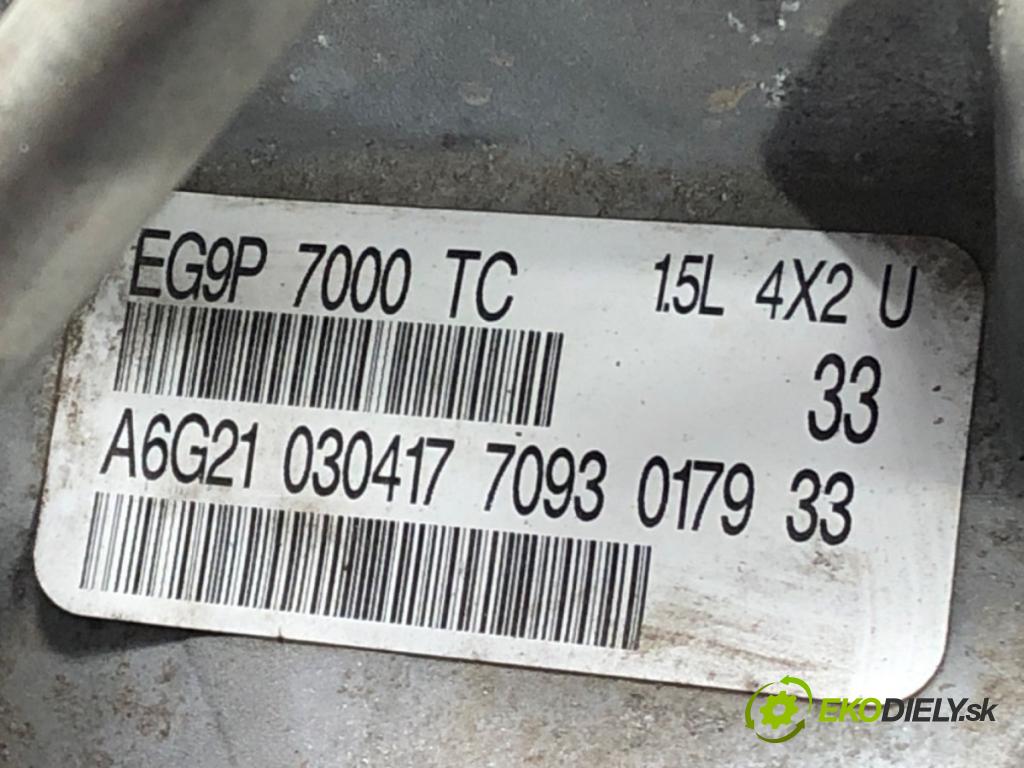 EG9P 7000 TC 1.5L 4X2 U
33
A6G21 030417 7093 0179 33
EKODIELY.sk